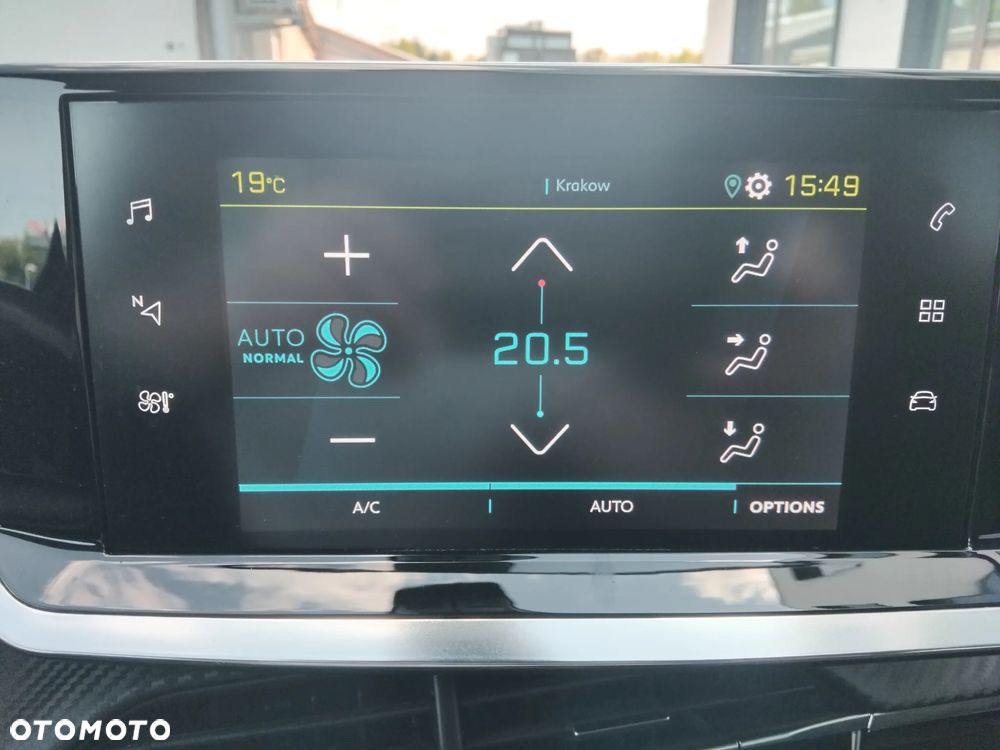 19°C
Krakow
15:49
N
AUTO
NORMAL
20.5
A/C
AUTO
OPTIONS
OTOMOTO